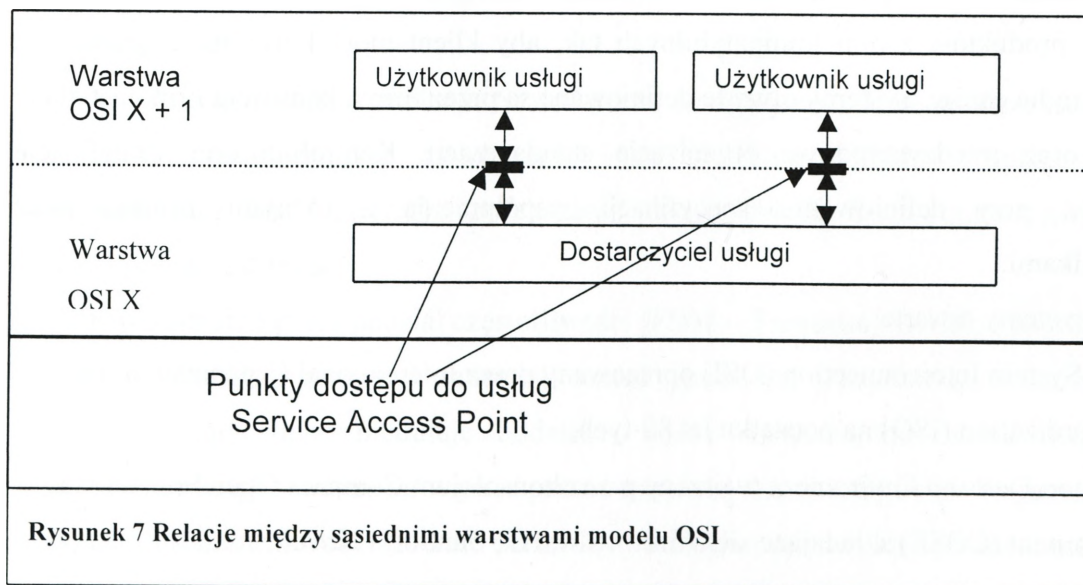 Warstwa
OSI X + 1
Użytkownik usługi
Użytkownik usługi
Warstwa
OSI X
Dostarczyciel usługi
Punkty dostępu do usług
Service Access Point
Rysunek 7 Relacje między sąsiednimi warstwami modelu OSI